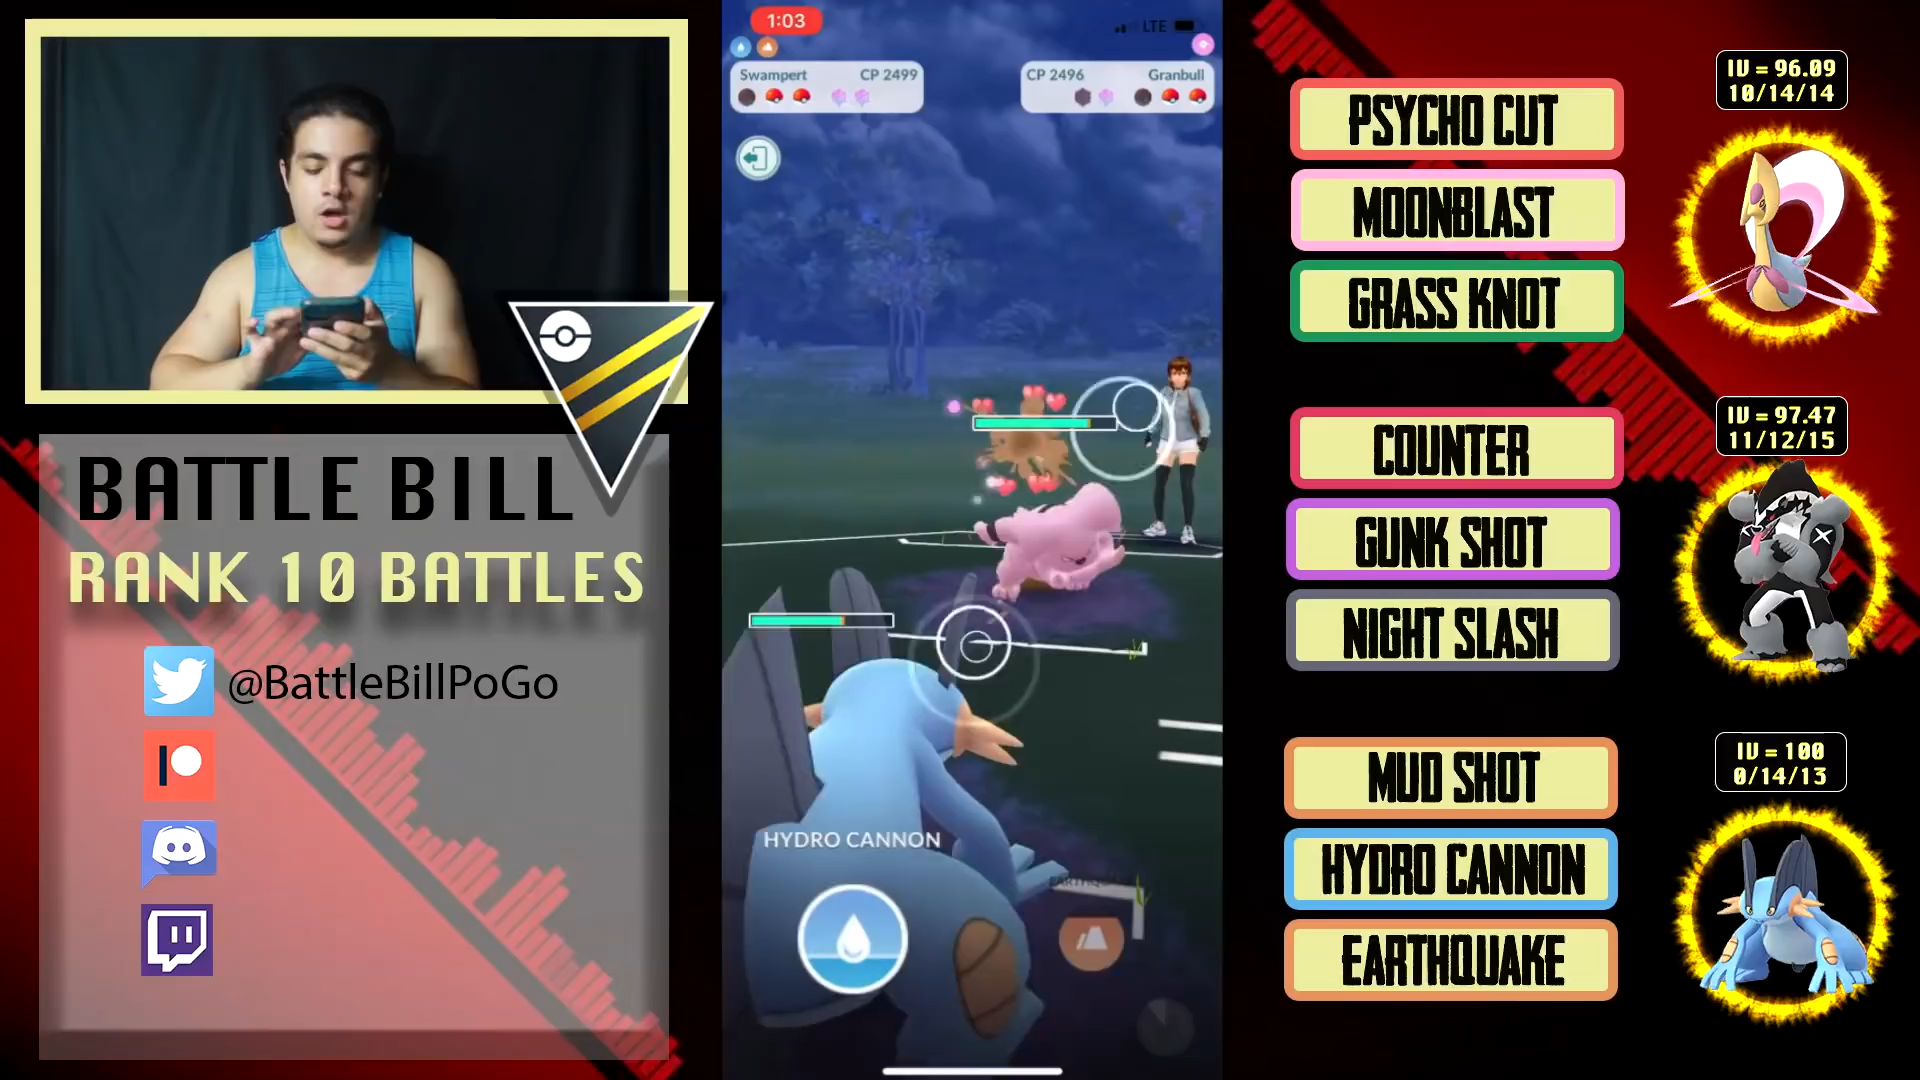 1:03
LTE
Swampert CP 2499
CP 2496 Granbull
HYDRO CANNON
BATTLE BILL
RANK 10 BATTLES
@BattleBillPoGo
PSYCHO CUT
MOONBLAST
GRASS KNOT
IV = 96.09
10/14/14
COUNTER
GUNK SHOT
NIGHT SLASH
IV = 97.47
11/12/15
MUD SHOT
HYDRO CANNON
EARTHQUAKE
IV = 100
0/14/13